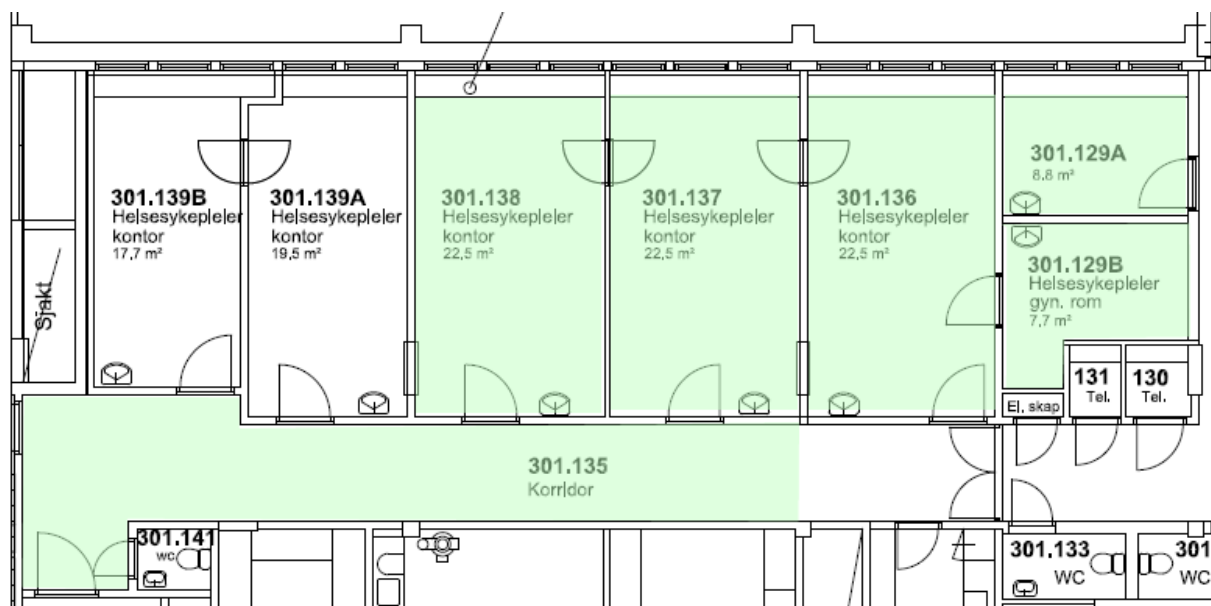 301.139B
Helsesykepleier
kontor
17,7 m²
301.139A
Helsesykepleier
kontor
19,5 m²
301.138
Helsesykepleier
kontor
22,5 m²
301.137
Helsesykepleier
kontor
22,5 m²
301.136
Helsesykepleier
kontor
22,5 m²
301.129A
8,8 m²
301.129B
Helsesykepleier
gyn. rom
7,7 m²
Sjakt
131
Tel.
130
Tel.
El. skap
301.135
Korridor
301.141
WC
301.133
WC
301
WC